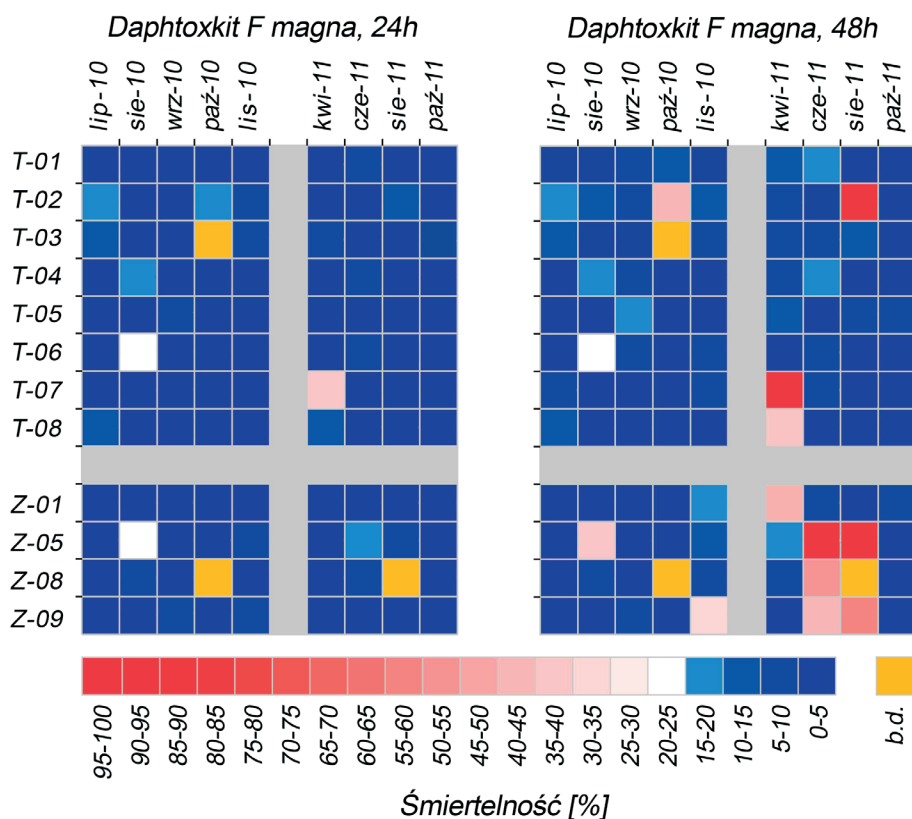 Daphtoxkit F magna, 24h
Daphtoxkit F magna, 48h
lip-10 sie-10 wrz-10 paź-10 lis-10 kwi-11 cze-11 sie-11 paź-11
lip-10 sie-10 wrz-10 paź-10 lis-10 kwi-11 cze-11 sie-11 paź-11
T-01
T-02
T-03
T-04
T-05
T-06
T-07
T-08
Z-01
Z-05
Z-08
Z-09
95-100 90-95 85-90 80-85 75-80 70-75 65-70 60-65 55-60 50-55 45-50 40-45 35-40 30-35 25-30 20-25 15-20 10-15 5-10 0-5 b.d.
Śmiertelność [%]